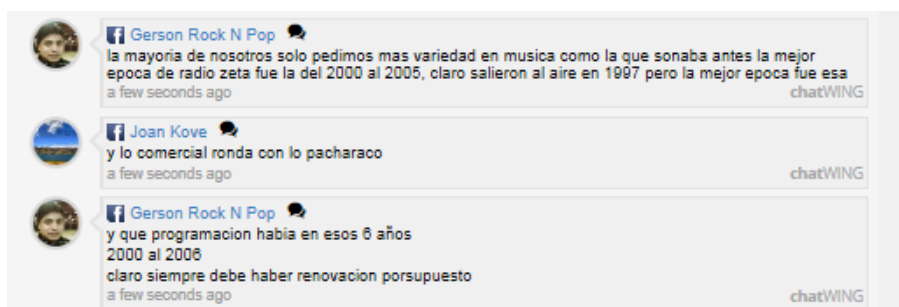 Gerson Rock N Pop
la mayoria de nosotros solo pedimos mas variedad en musica como la que sonaba antes la mejor
epoca de radio zeta fue la del 2000 al 2005, claro salieron al aire en 1997 pero la mejor epoca fue esa
a few seconds ago chatWING
Joan Kove
y lo comercial ronda con lo pacharaco
a few seconds ago chatWING
Gerson Rock N Pop
y que programacion habia en esos 6 años
2000 al 2006
claro siempre debe haber renovacion porsupuesto
a few seconds ago chatWING